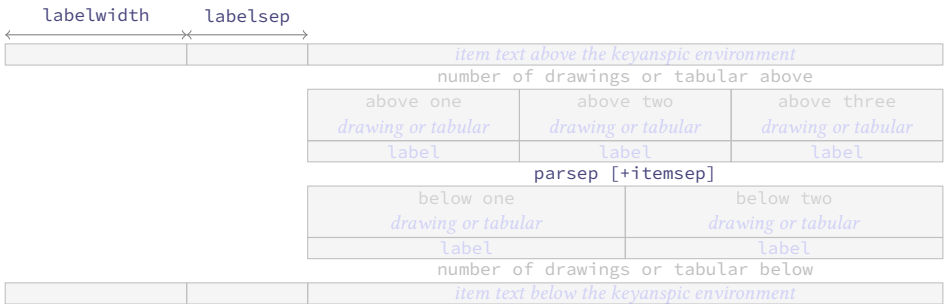 labelwidth labelsep
item text above the keyanspic environment
number of drawings or tabular above
above one above two above three
drawing or tabular drawing or tabular drawing or tabular
label label label
parsep [+itemsep]
below one below two
drawing or tabular drawing or tabular
label label
number of drawings or tabular below
item text below the keyanspic environment